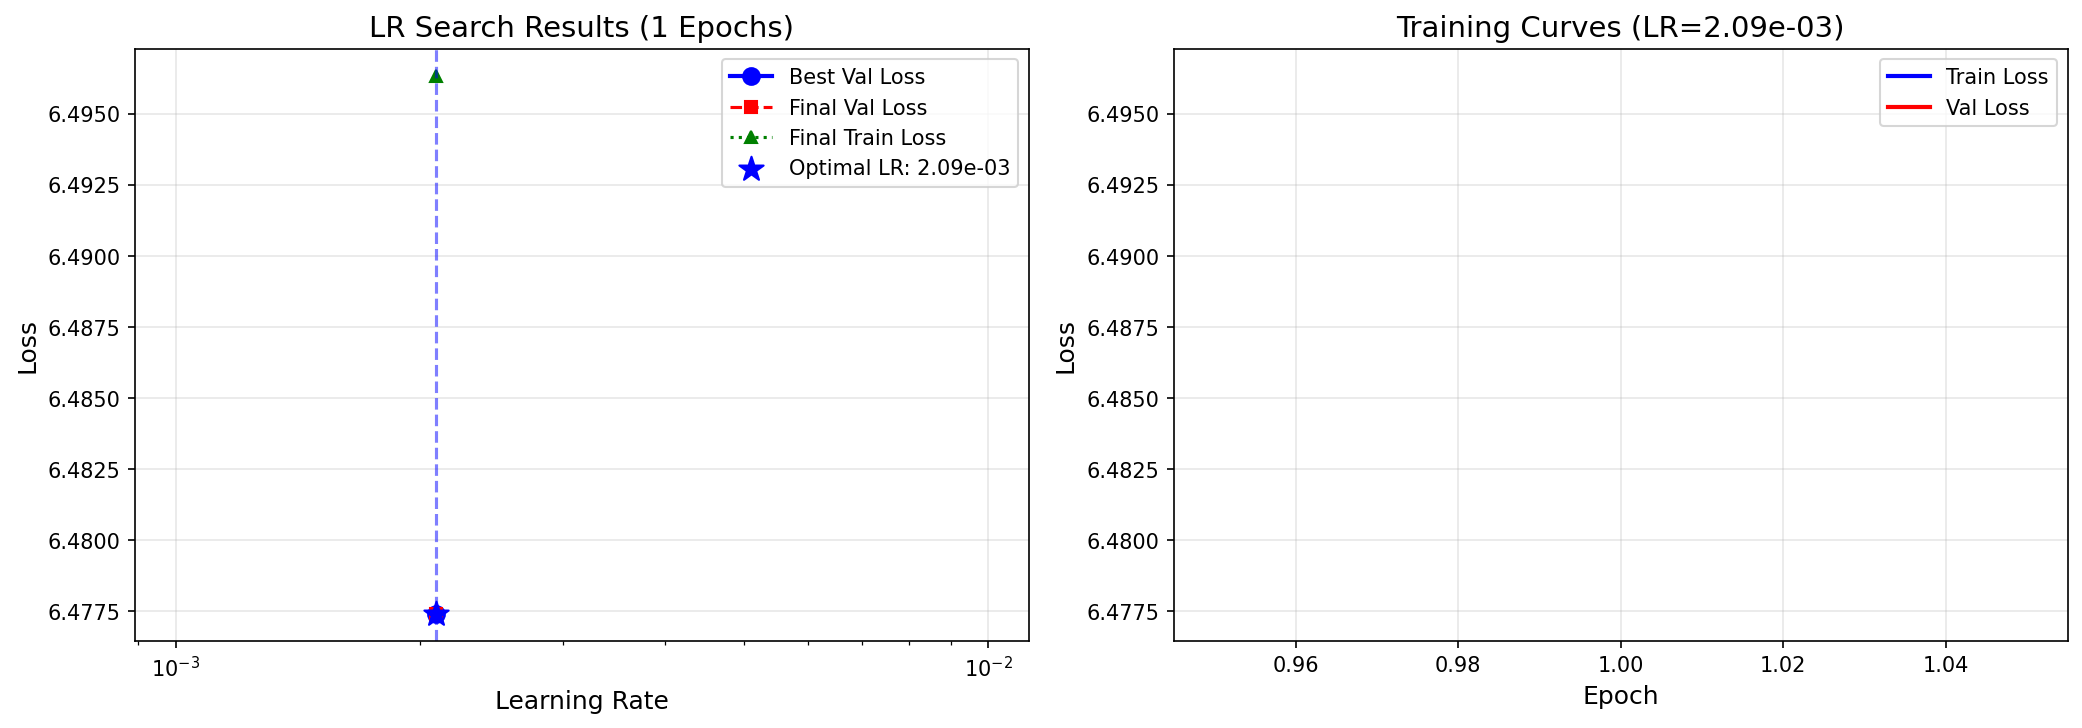 LR Search Results (1 Epochs)
Best Val Loss
Final Val Loss
Final Train Loss
Optimal LR: 2.09e-03
Loss
6.4950
6.4925
6.4900
6.4875
6.4850
6.4825
6.4800
6.4775
10⁻³
10⁻²
Learning Rate
Training Curves (LR=2.09e-03)
Train Loss
Val Loss
Loss
6.4950
6.4925
6.4900
6.4875
6.4850
6.4825
6.4800
6.4775
0.96 0.98 1.00 1.02 1.04
Epoch